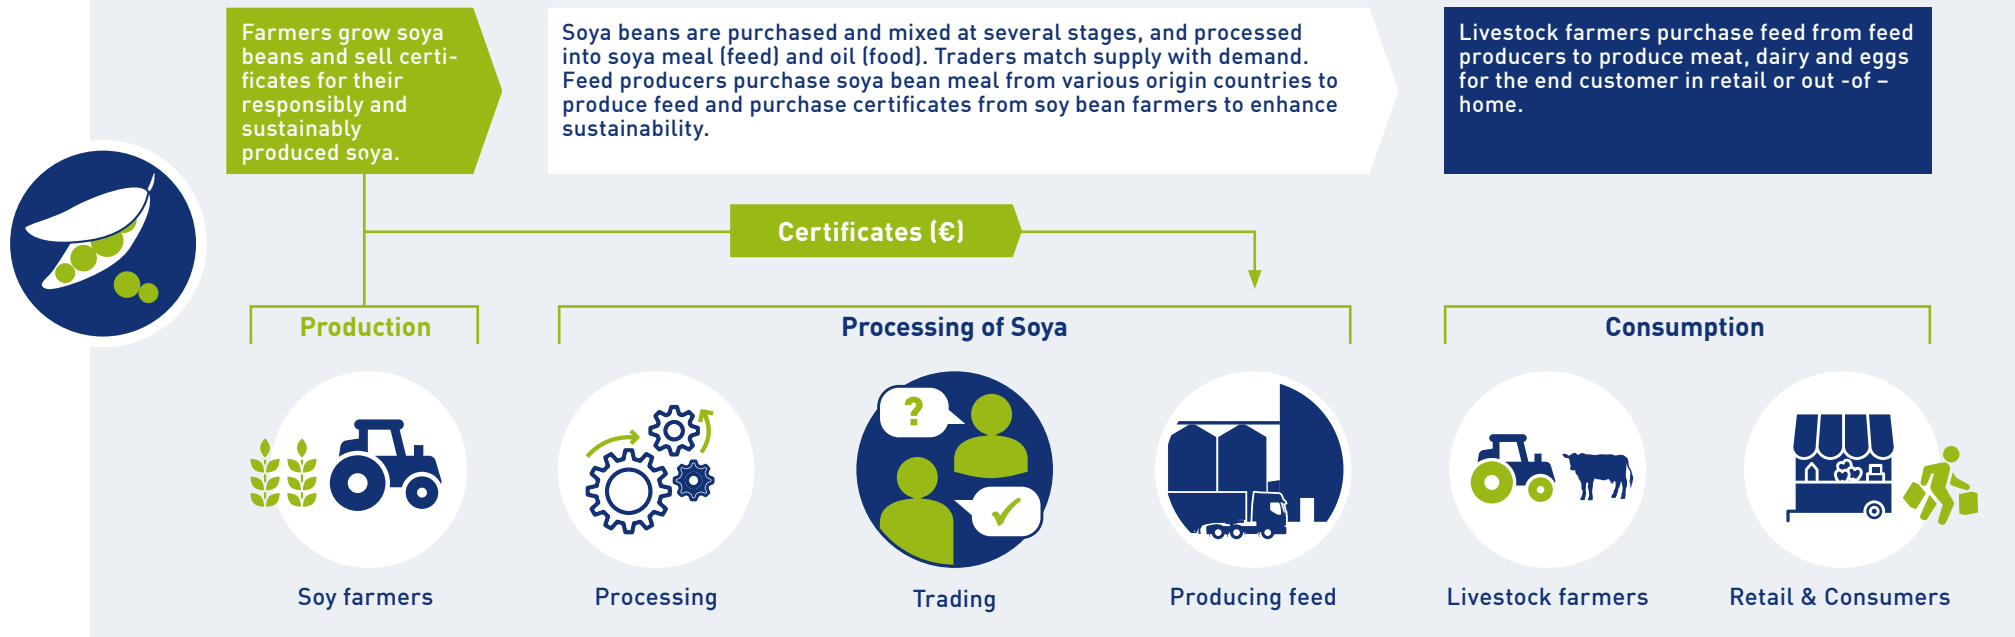 Farmers grow soya
beans and sell certi-
ficates for their
responsibly and
sustainably
produced soya.
Soya beans are purchased and mixed at several stages, and processed
into soya meal (feed) and oil (food). Traders match supply with demand.
Feed producers purchase soya bean meal from various origin countries to
produce feed and purchase certificates from soy bean farmers to enhance
sustainability.
Livestock farmers purchase feed from feed
producers to produce meat, dairy and eggs
for the end customer in retail or out -of –
home.
Certificates (€)
Production
Processing of Soya
Consumption
?
Soy farmers
Processing
Trading
Producing feed
Livestock farmers
Retail & Consumers